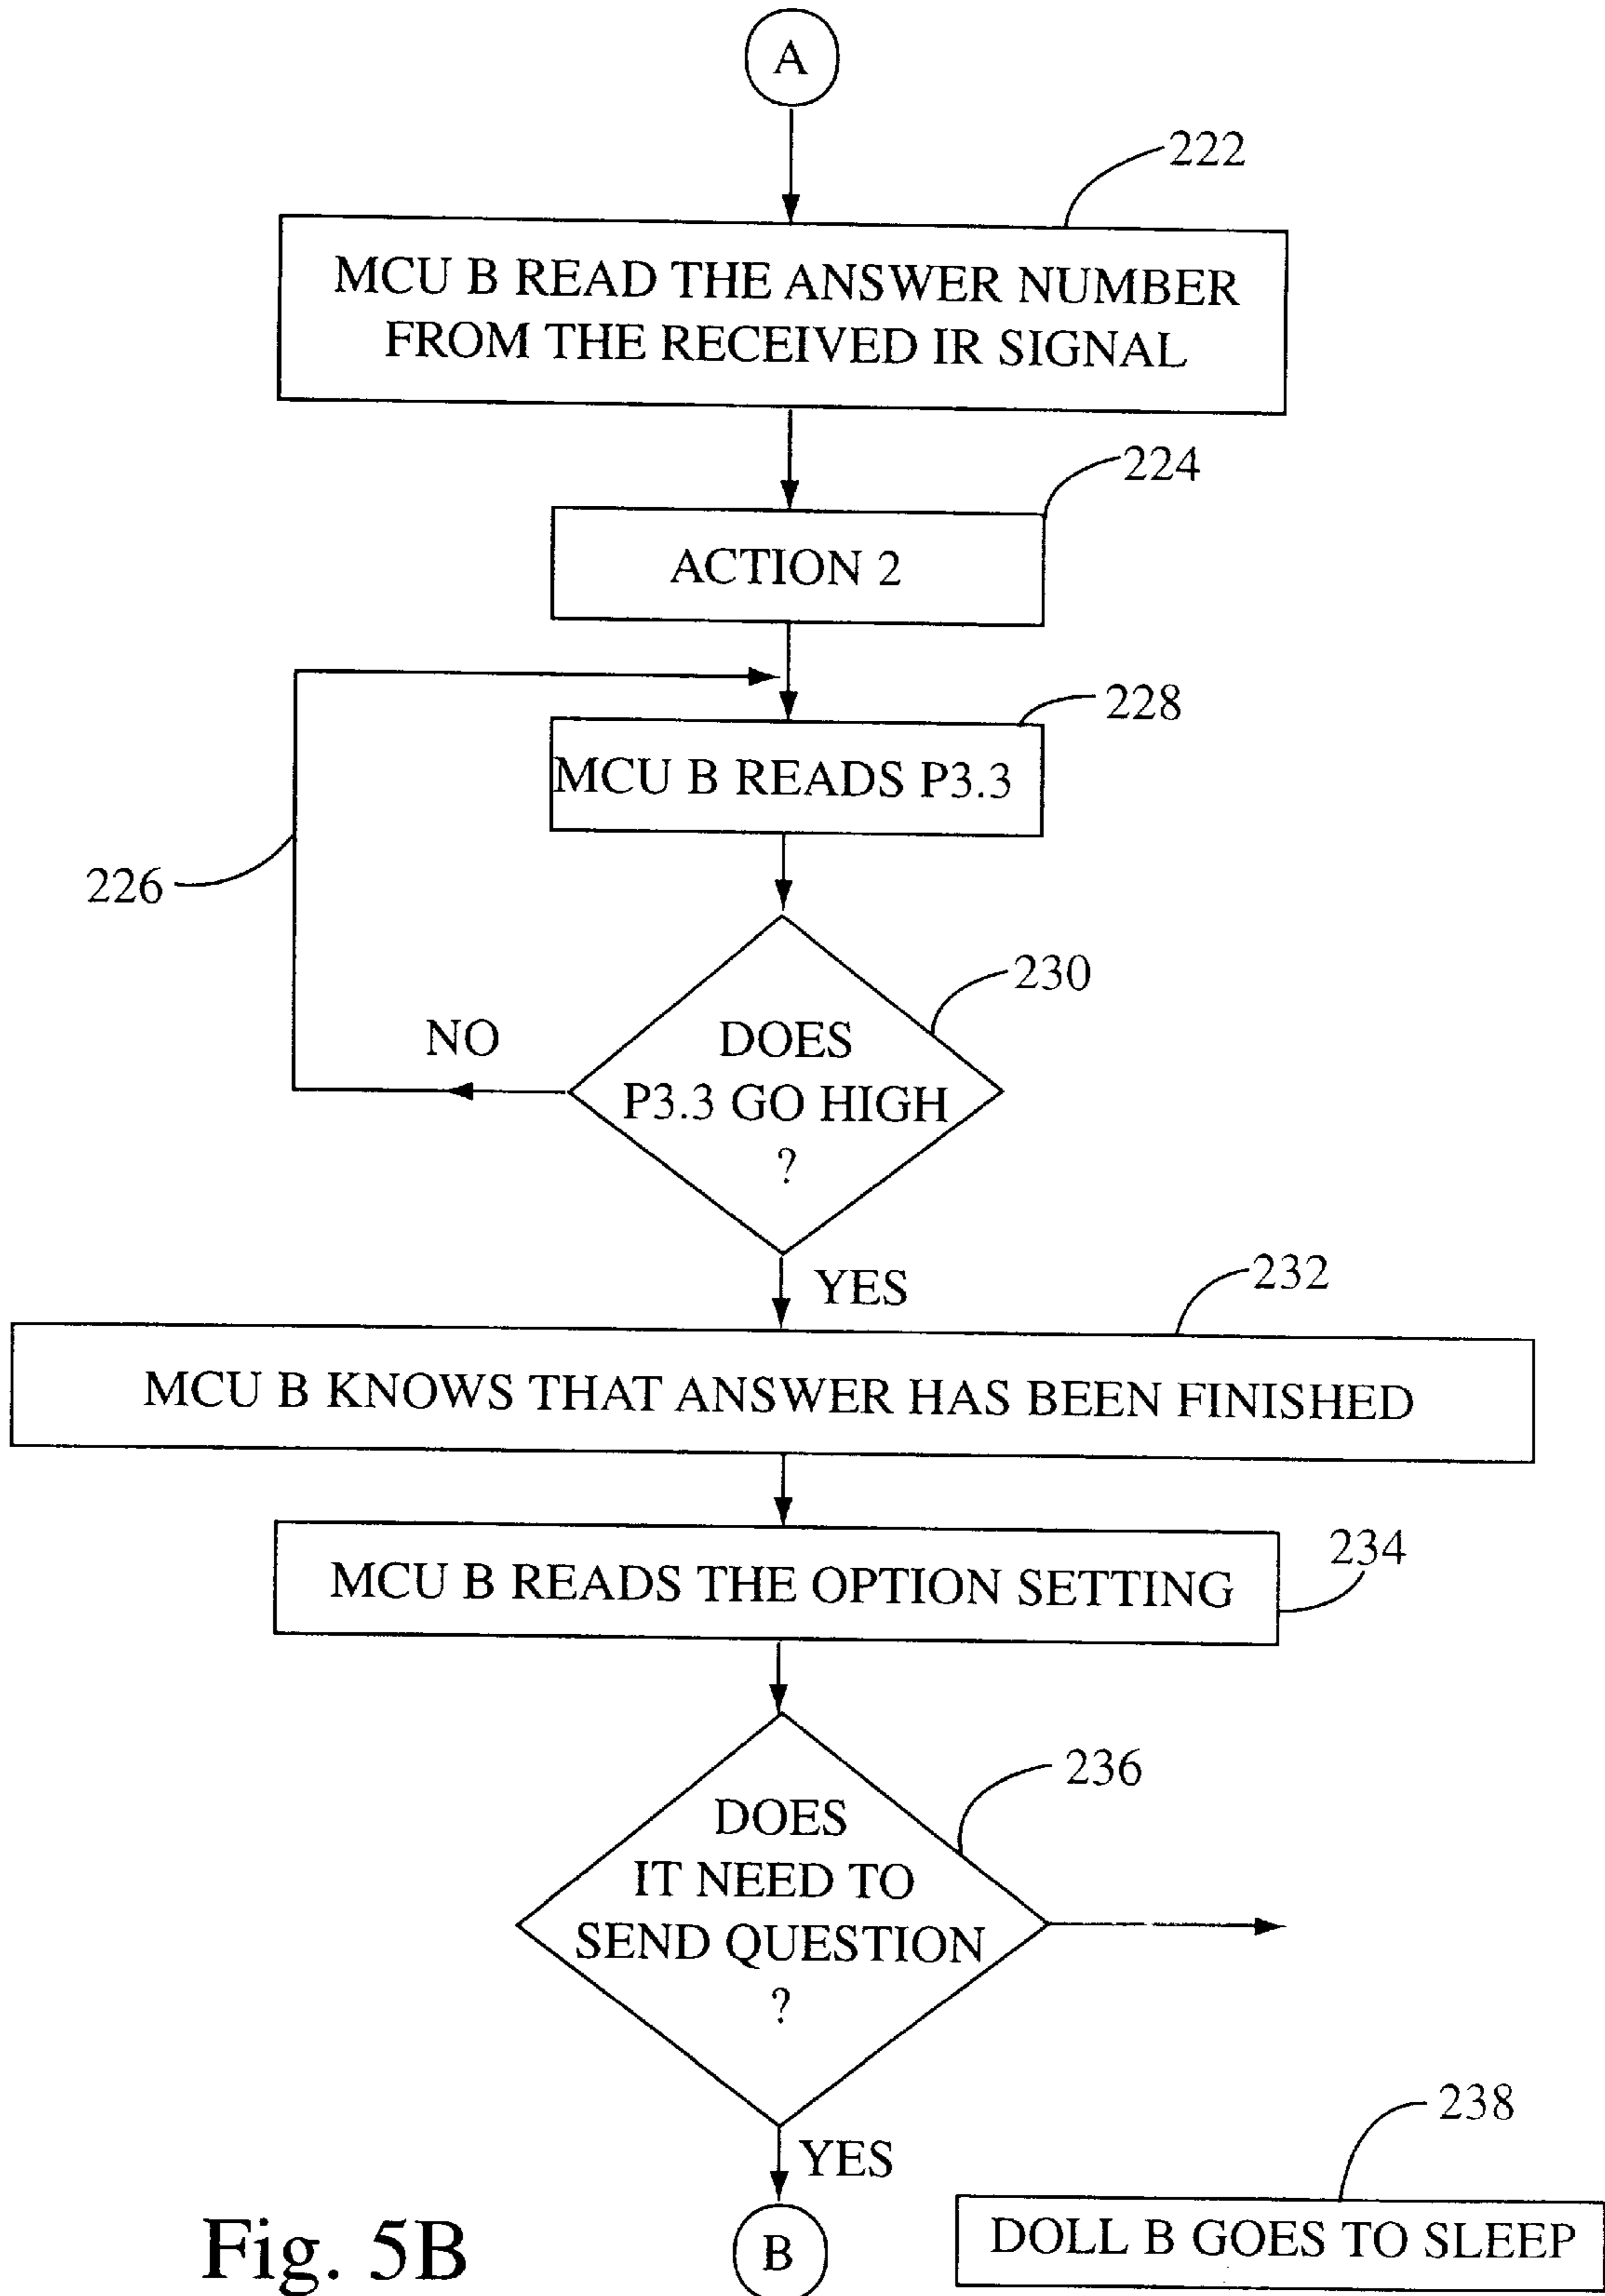 A
222
MCU B READ THE ANSWER NUMBER
FROM THE RECEIVED IR SIGNAL
224
ACTION 2
228
MCU B READS P3.3
226
230
NO
DOES
P3.3 GO HIGH
?
YES
232
MCU B KNOWS THAT ANSWER HAS BEEN FINISHED
234
MCU B READS THE OPTION SETTING
236
DOES
IT NEED TO
SEND QUESTION
?
238
YES
Fig. 5B
B
DOLL B GOES TO SLEEP